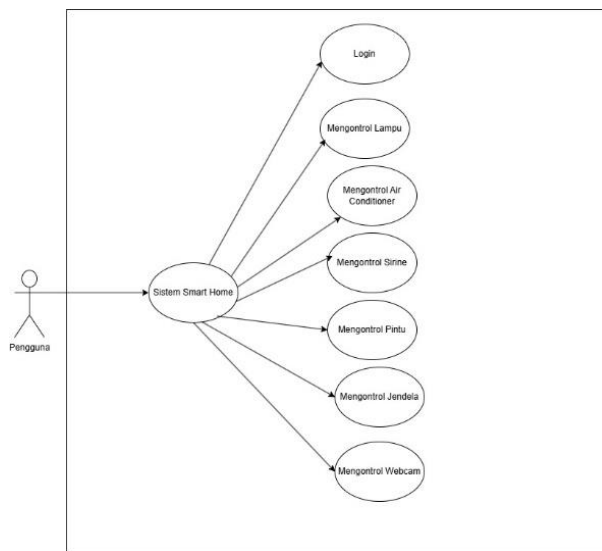 Login
Mengontrol Lampu
Mengontrol Air
Conditioner
Mengontrol Sirine
Sistem Smart Home
Mengontrol Pintu
Pengguna
Mengontrol Jendela
Mengontrol Webcam